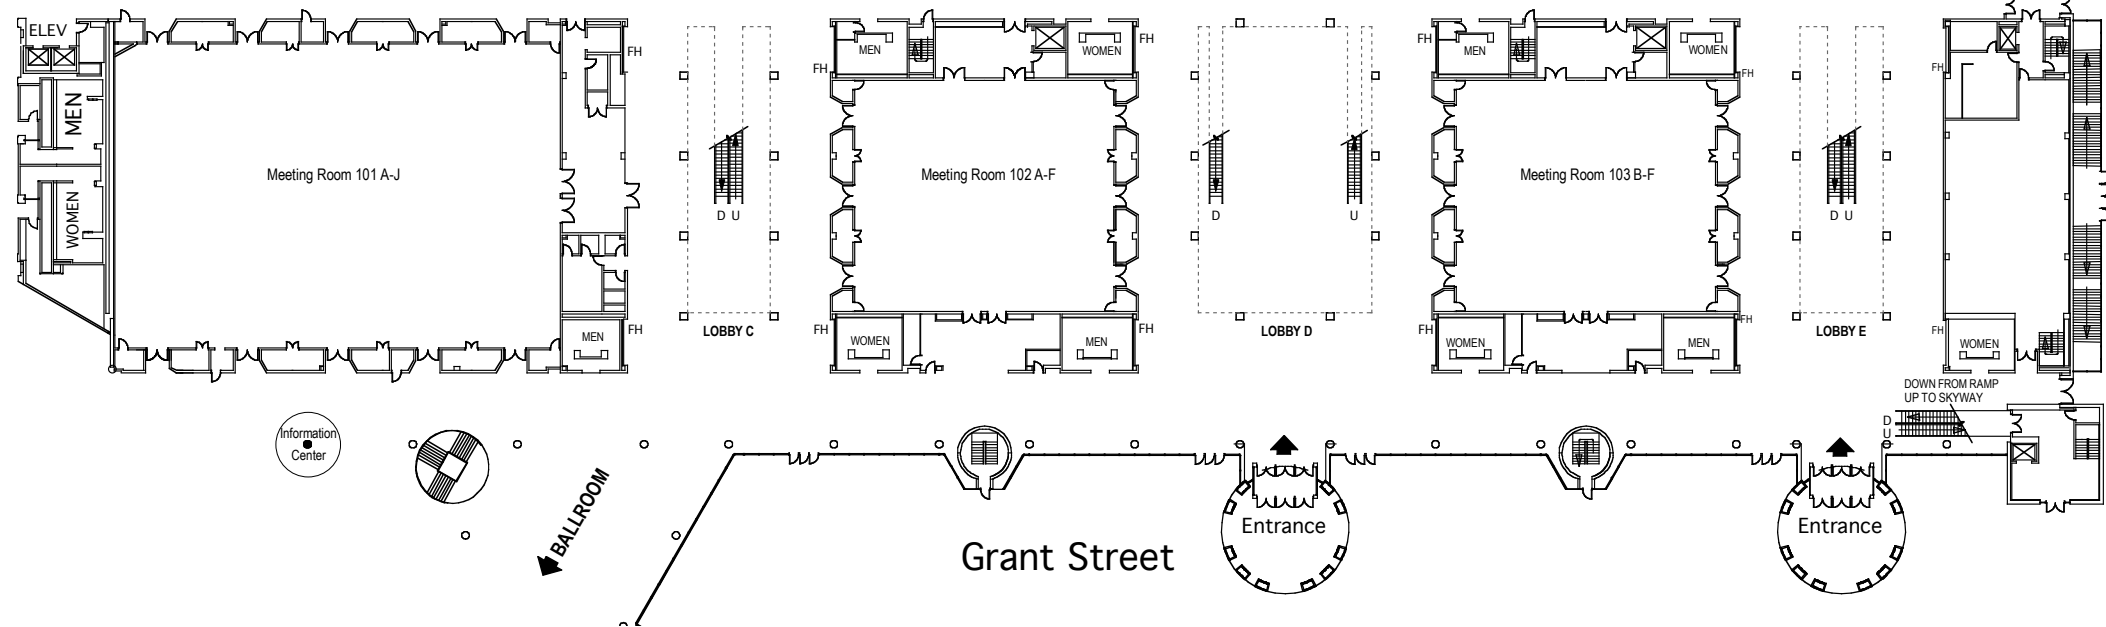 ELEV
MEN
WOMEN
Meeting Room 101 A-J
FH
MEN
FH
LOBBY C
D U
FH
MEN
WOMEN
FH
Meeting Room 102 A-F
FH
WOMEN
MEN
FH
D
U
LOBBY D
FH
MEN
WOMEN
FH
Meeting Room 103 B-F
FH
WOMEN
MEN
FH
D U
LOBBY E
FH
FH
WOMEN
DOWN FROM RAMP
UP TO SKYWAY
D
U
Information
Center
BALLROOM
Grant Street
Entrance
Entrance